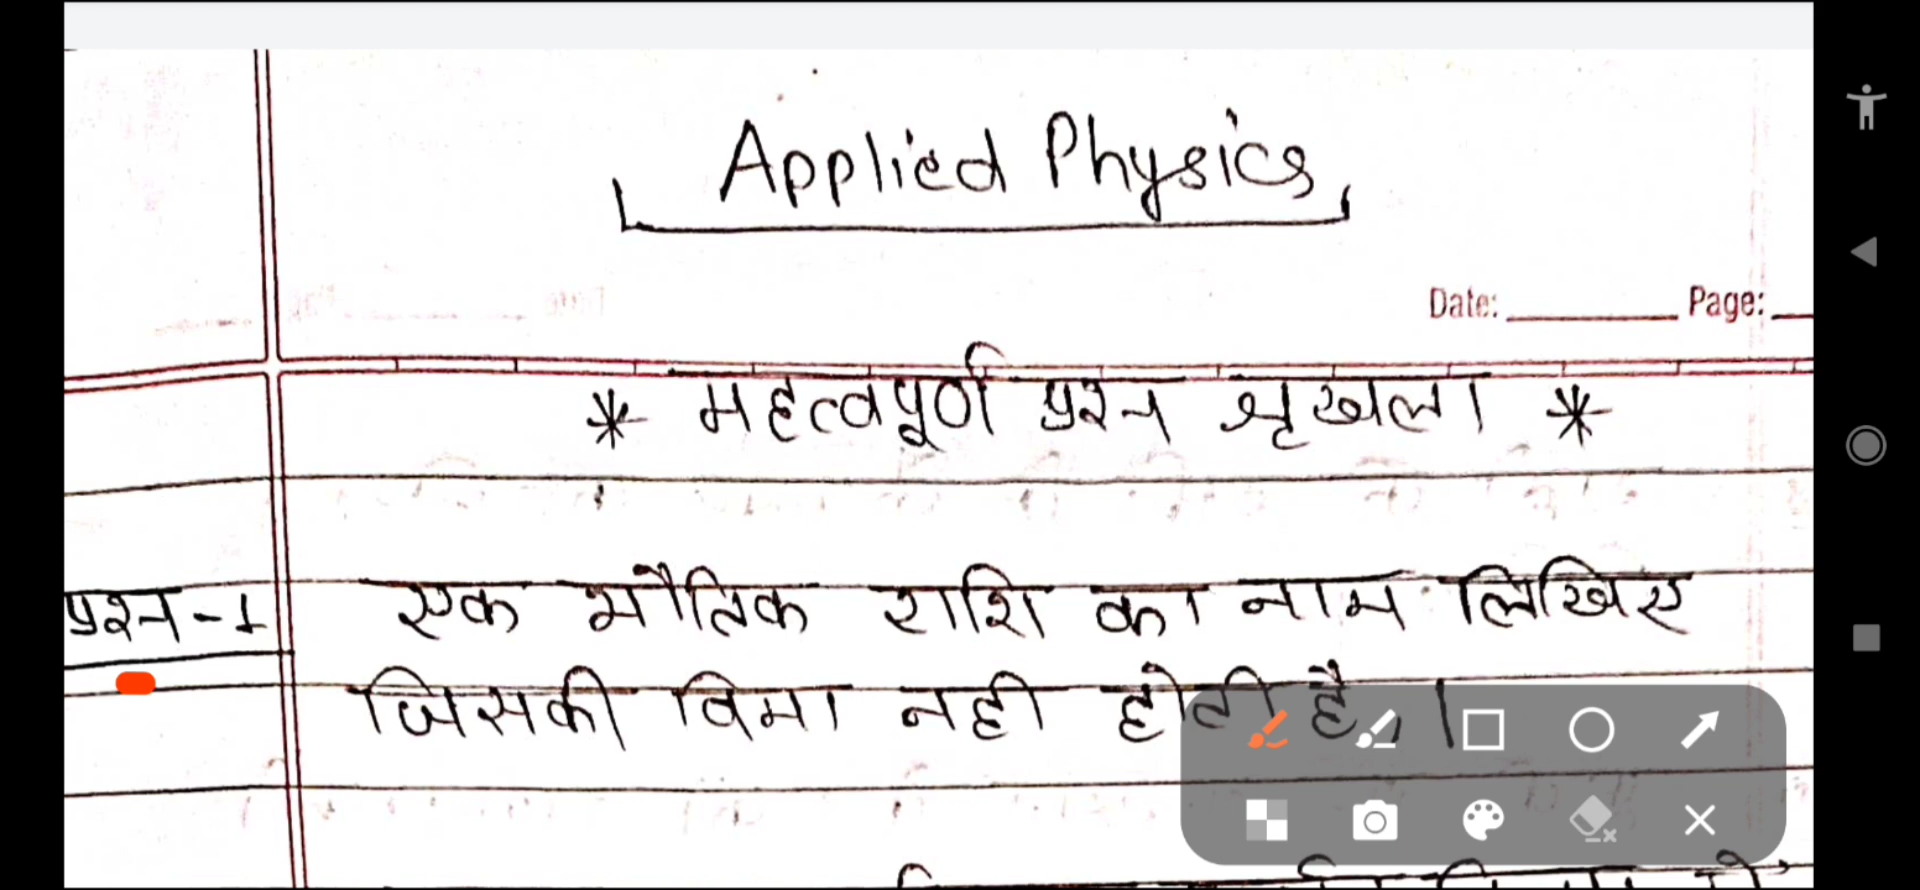 Applied Physics
Date: Page:
* महत्वपूर्ण प्रश्न श्रृखला *
प्रश्न-1 एक भौतिक राशि का नाम लिखिए
जिसकी विमा नही होती है, ।